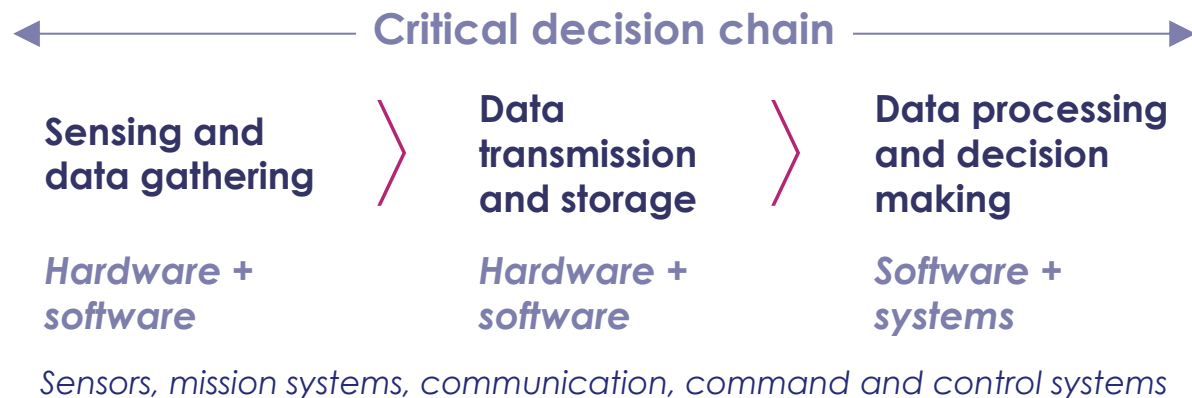 Critical decision chain
Sensing and
data gathering
Data
transmission
and storage
Data processing
and decision
making
Hardware +
software
Hardware +
software
Software +
systems
Sensors, mission systems, communication, command and control systems